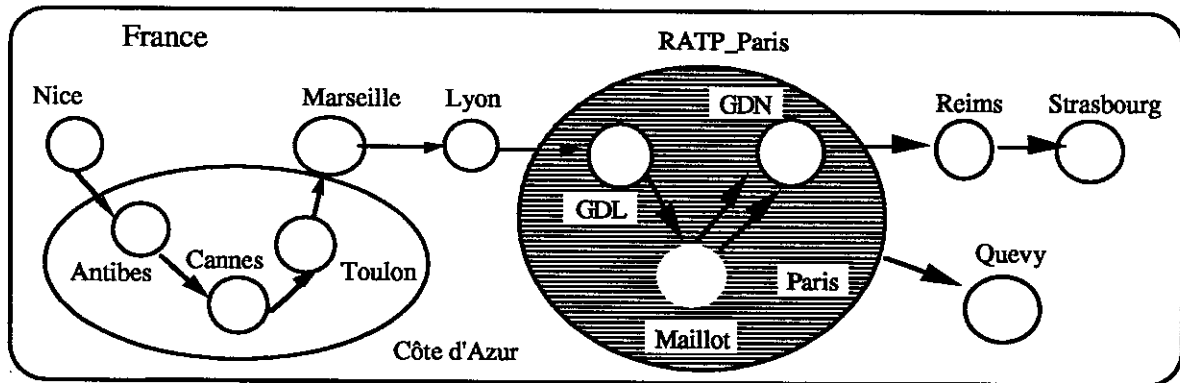 France
RATP_Paris
Nice
Marseille
Lyon
GDN
Reims
Strasbourg
GDL
Antibes
Cannes
Toulon
Paris
Quevy
Maillot
Côte d'Azur